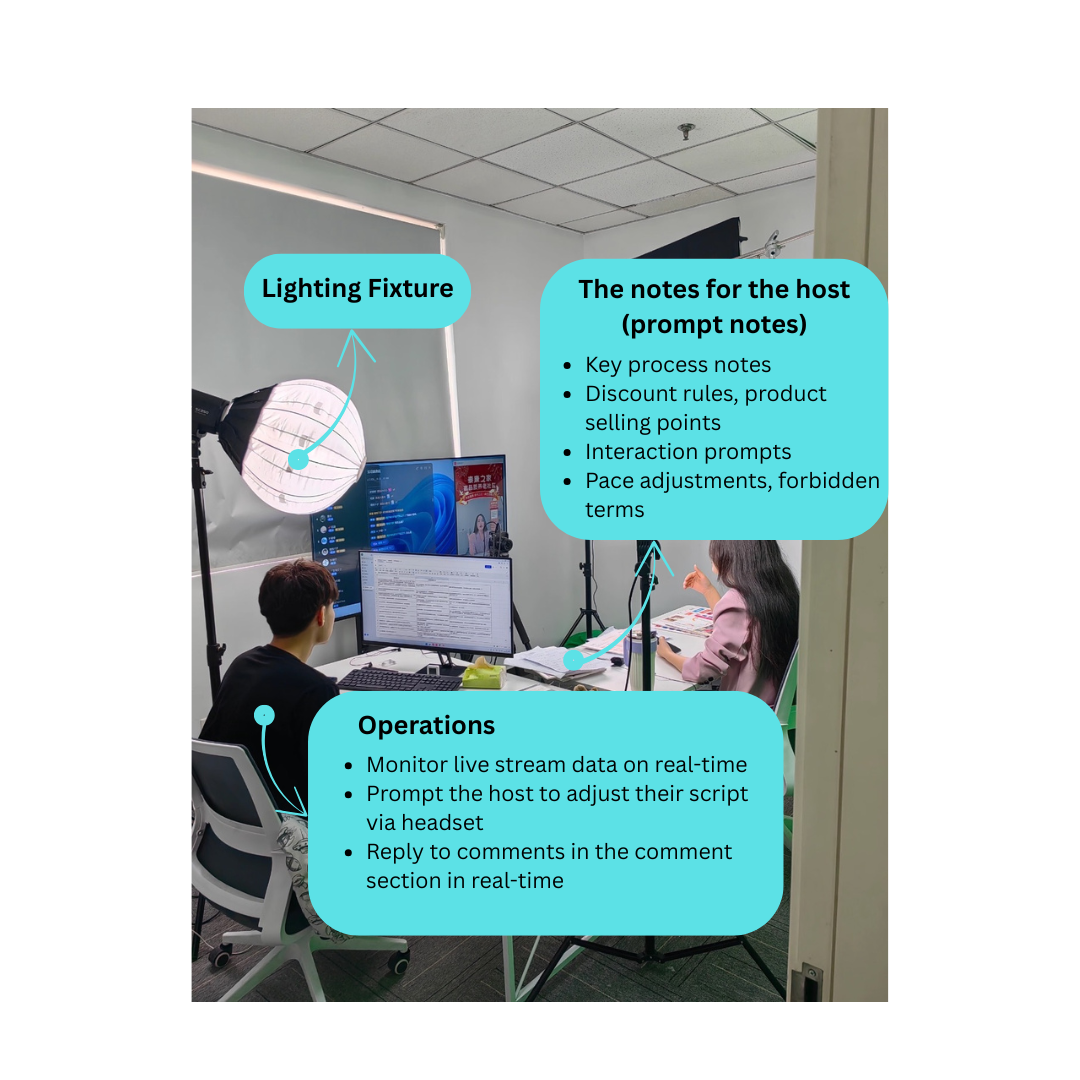 Lighting Fixture
The notes for the host
(prompt notes)
• Key process notes
• Discount rules, product
selling points
• Interaction prompts
• Pace adjustments, forbidden
terms
Operations
• Monitor live stream data on real-time
• Prompt the host to adjust their script
via headset
• Reply to comments in the comment
section in real-time